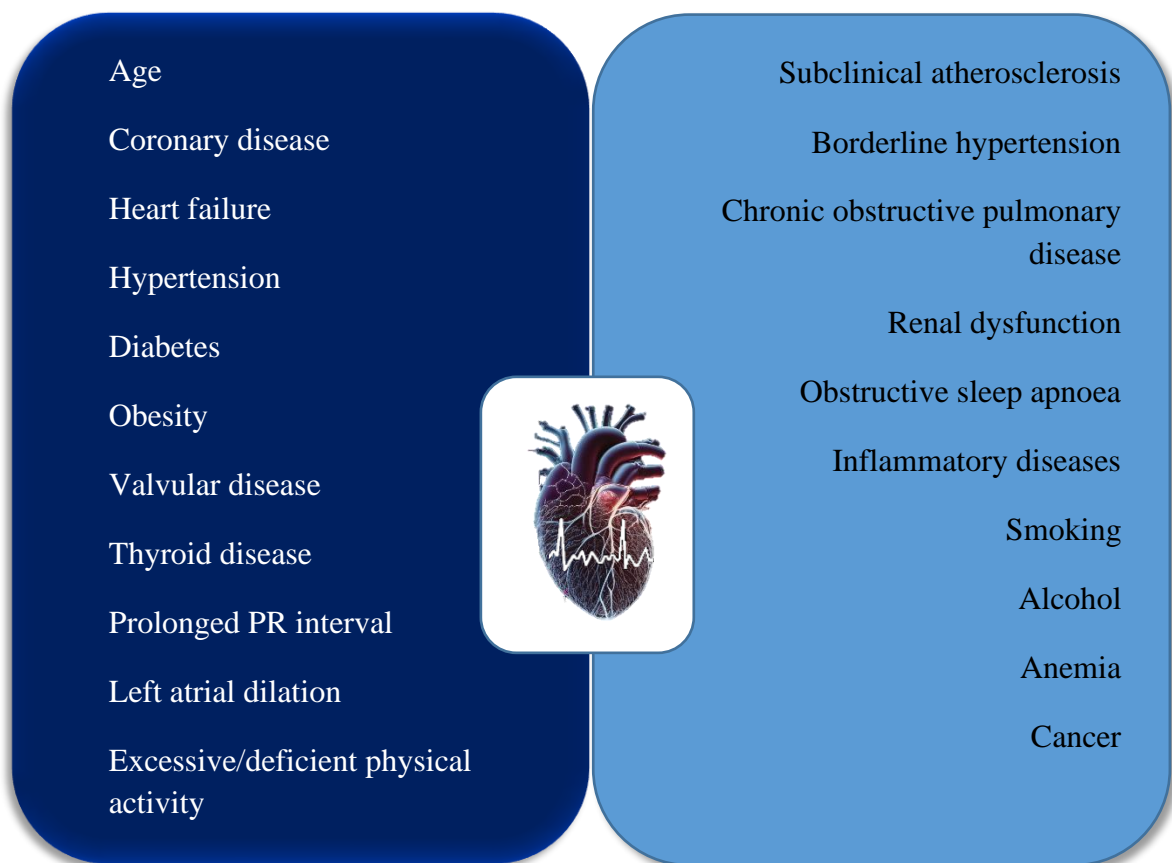 Age
Coronary disease
Heart failure
Hypertension
Diabetes
Obesity
Valvular disease
Thyroid disease
Prolonged PR interval
Left atrial dilation
Excessive/deficient physical
activity
Subclinical atherosclerosis
Borderline hypertension
Chronic obstructive pulmonary
disease
Renal dysfunction
Obstructive sleep apnoea
Inflammatory diseases
Smoking
Alcohol
Anemia
Cancer